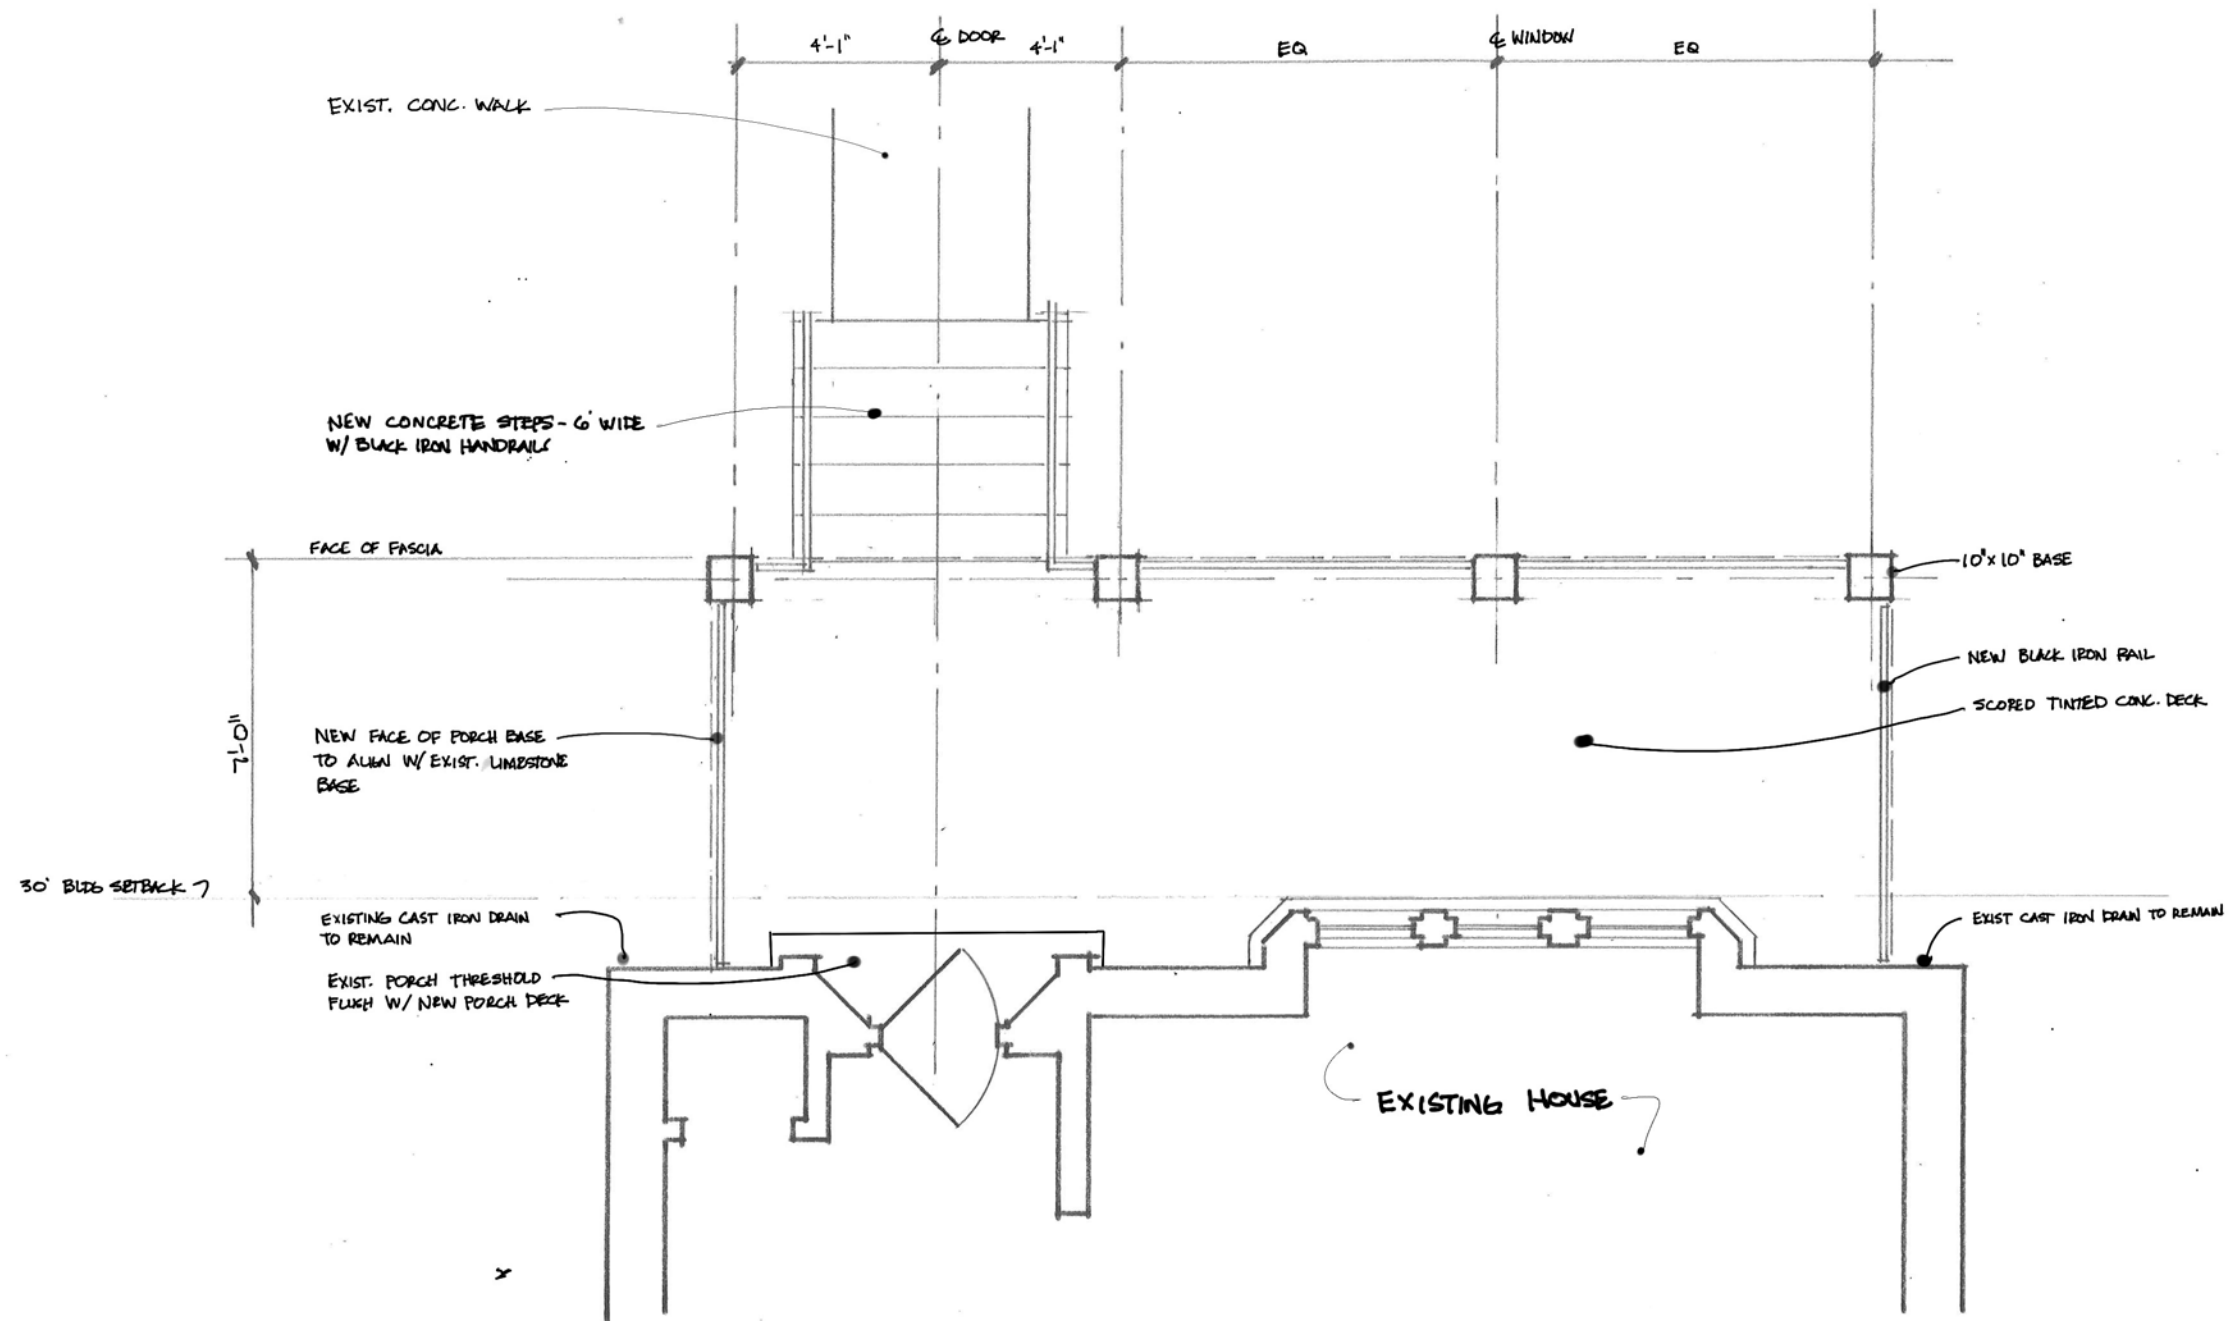 4'-1"
℄ DOOR
4'-1"
EQ
℄ WINDOW
EQ
EXIST. CONC. WALK
NEW CONCRETE STEPS - 6' WIDE
W/ BLACK IRON HANDRAILS
FACE OF FASCIA
10"x10" BASE
NEW BLACK IRON RAIL
SCORED TINTED CONC. DECK
NEW FACE OF PORCH BASE
TO ALIGN W/ EXIST. LIMESTONE
BASE
30' BLDG SETBACK
EXISTING CAST IRON DRAIN
TO REMAIN
EXIST CAST IRON DRAIN TO REMAIN
EXIST. PORCH THRESHOLD
FLUSH W/ NEW PORCH DECK
EXISTING HOUSE